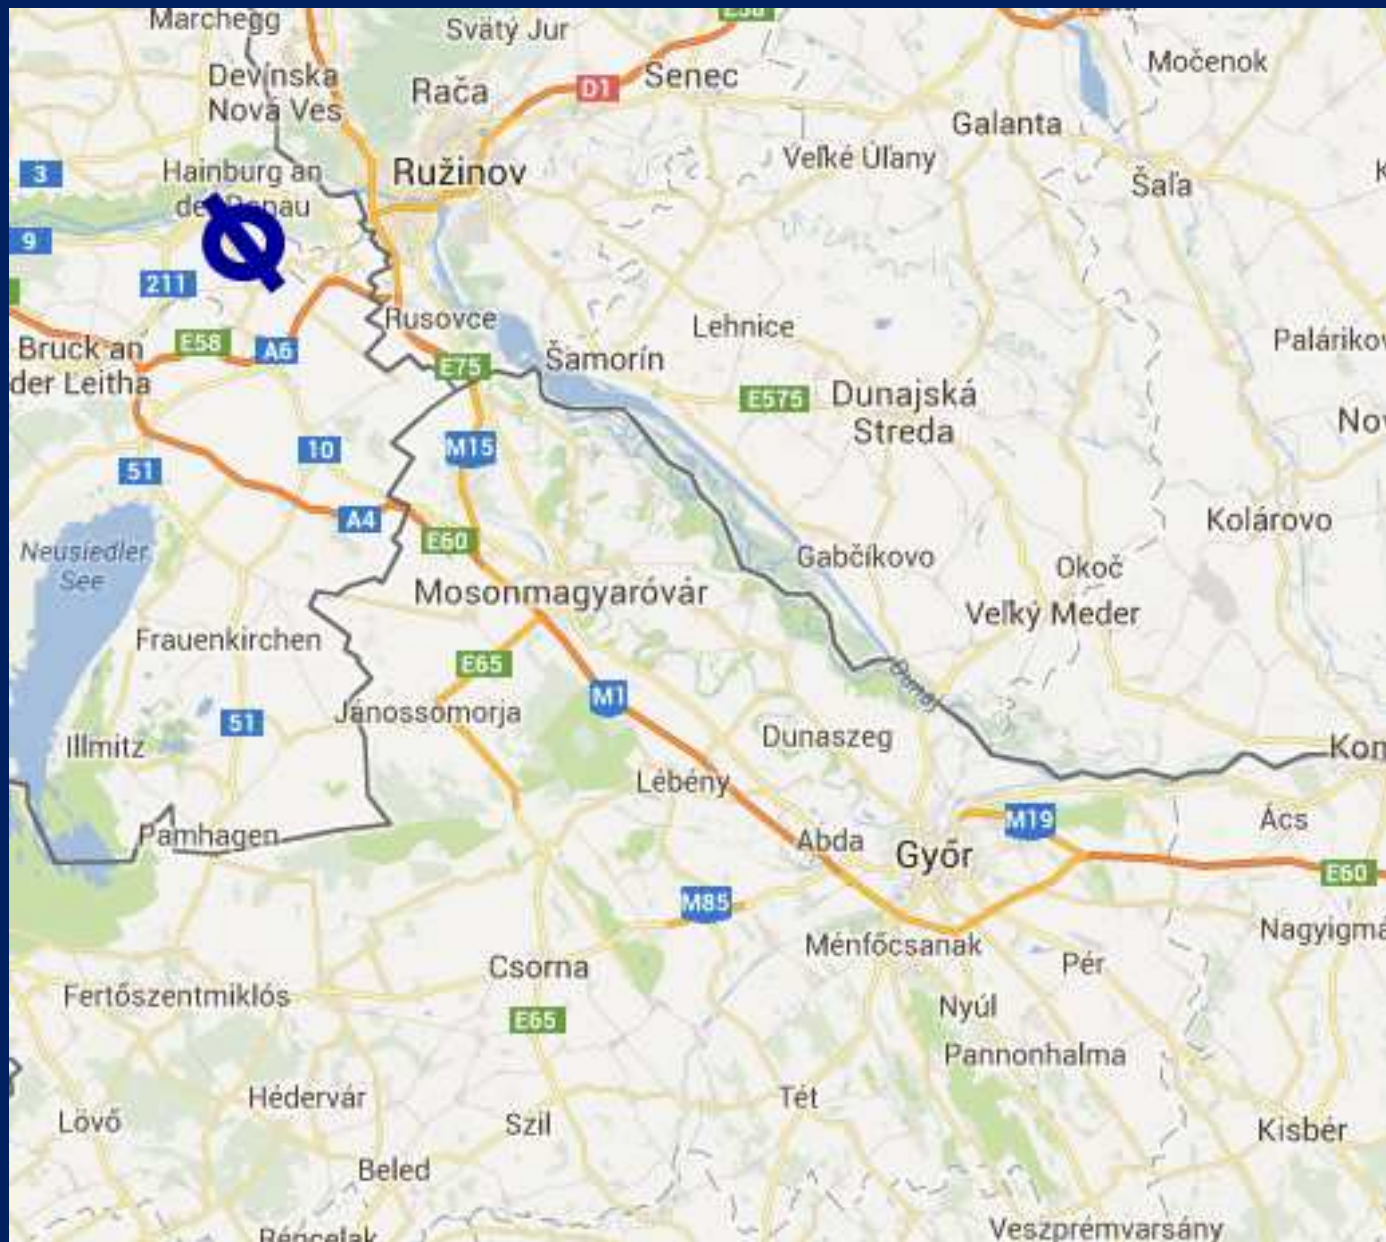 Marchegg
Svätý Jur
E58
Močenok
Devínska
Nová Ves
Rača
D1
Senec
Galanta
3
Hainburg an
Ružinov
Veľké Úľany
Šaľa
9
211
Rusovce
Lehnice
Bruck an
der Leitha
E58
A6
E75
Šamorín
E575
Dunajská
Streda
10
M15
51
A4
E60
Kolárovo
Neusiedler
See
Gabčíkovo
Okoč
Mosonmagyaróvár
Veľký Meder
Frauenkirchen
E65
M1
Dunaj
51
Jánossomorja
Illmitz
Dunaszeg
Lébény
Pamhagen
Abda
Győr
M19
Ács
E60
M85
Ménfőcsanak
Pér
Csorna
Fertőszentmiklós
E65
Nyúl
Pannonhalma
Hédervár
Tét
Lövő
Szil
Kisbér
Beled
Veszprémvarsány